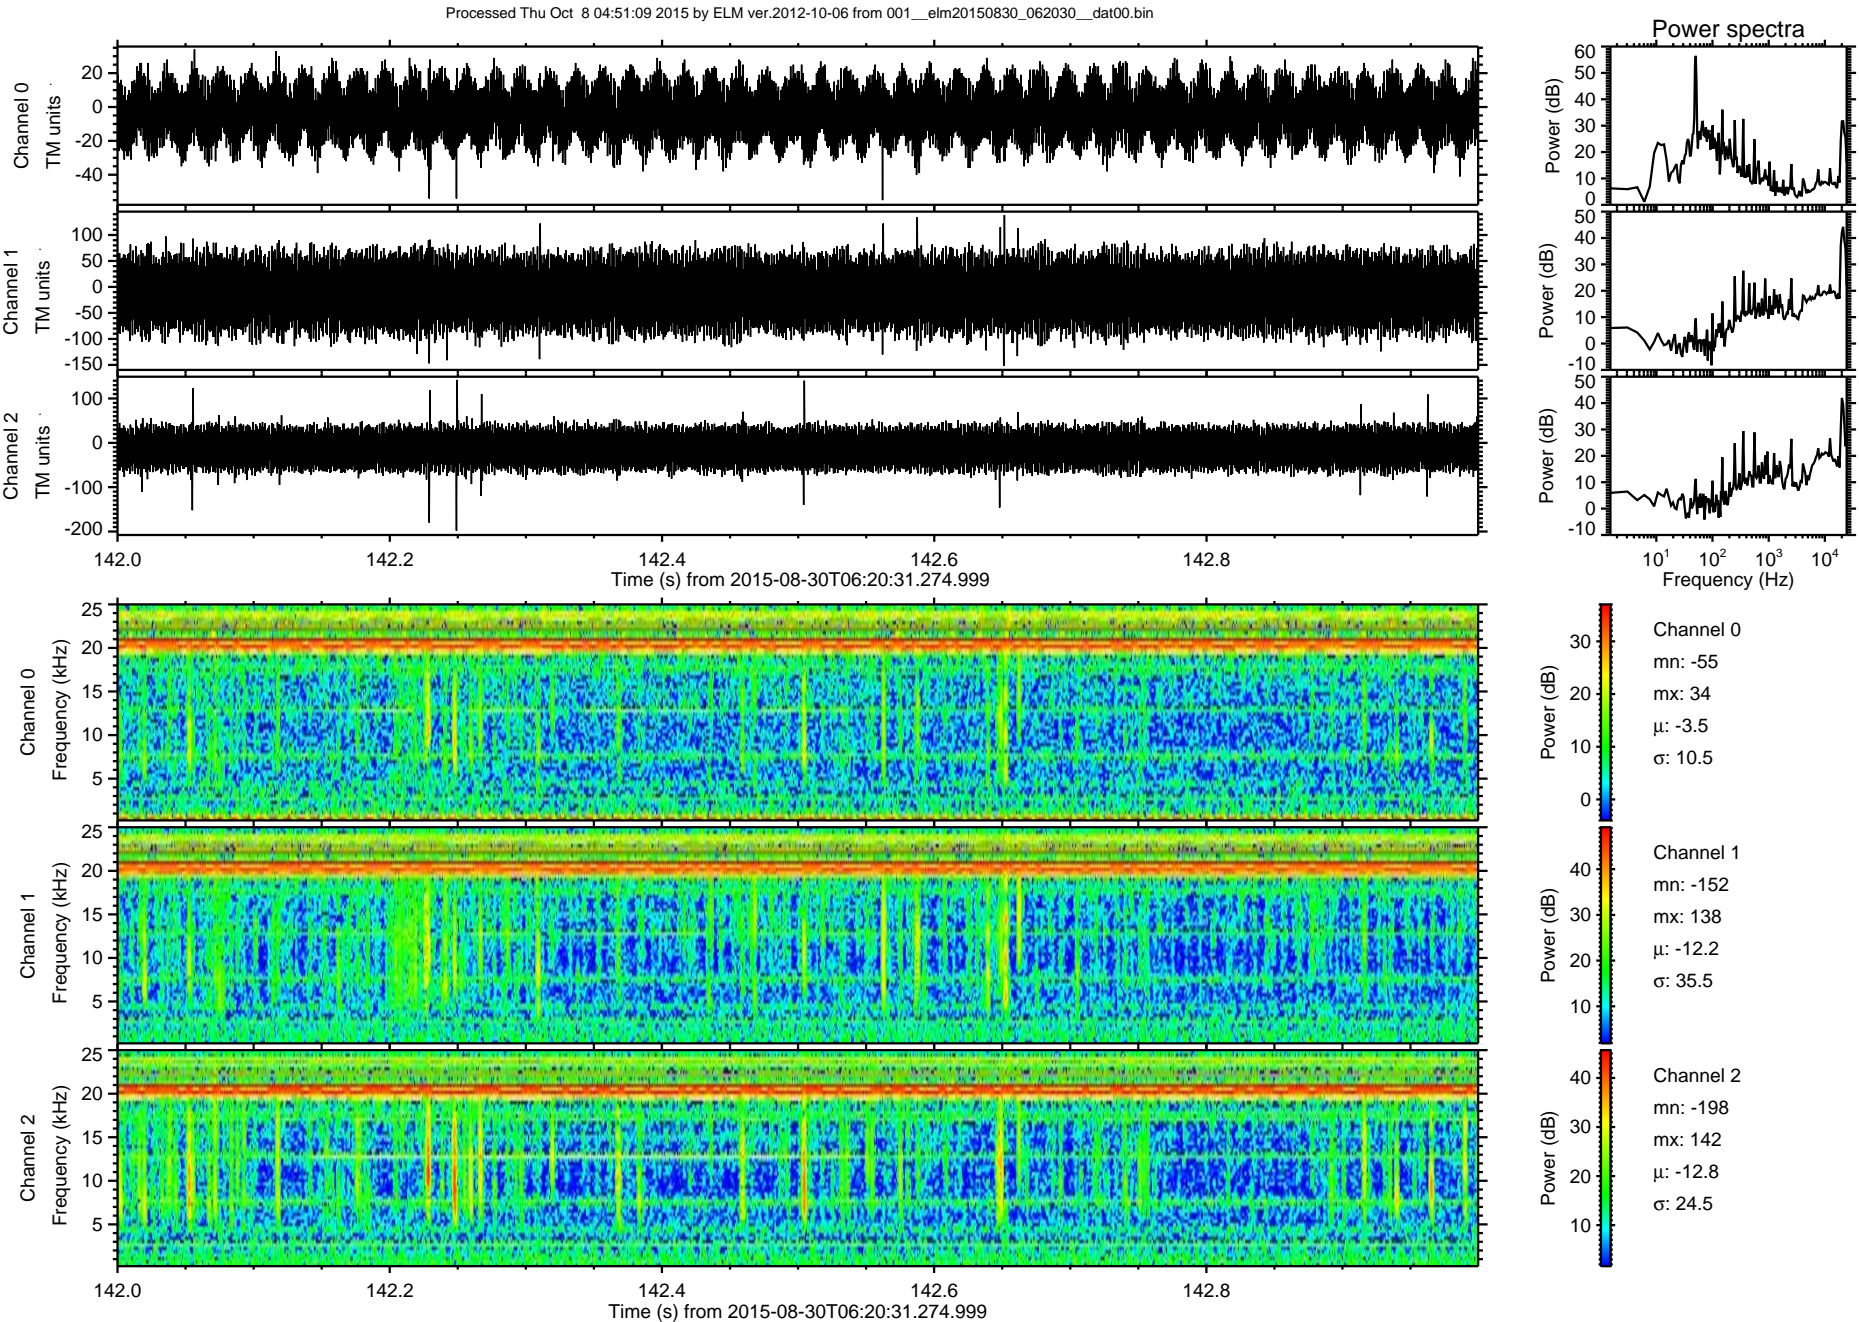 Processed Thu Oct  8 04:51:09 2015 by ELM ver.2012-10-06 from 001__elm20150830_062030__dat00.bin
Power spectra
Channel 0
TM units
20
0
-20
-40
Power (dB)
60
50
40
30
20
10
0
Channel 1
TM units
100
50
0
-50
-100
-150
Power (dB)
50
40
30
20
10
0
-10
Channel 2
TM units
100
0
-100
-200
Power (dB)
50
40
30
20
10
0
-10
142.0 142.2 142.4 142.6 142.8
Time (s) from 2015-08-30T06:20:31.274.999
10¹ 10² 10³ 10⁴
Frequency (Hz)
Channel 0
Frequency (kHz)
25
20
15
10
5
Power (dB)
30
20
10
0
Channel 0
mn: -55
mx: 34
μ: -3.5
σ: 10.5
Channel 1
Frequency (kHz)
25
20
15
10
5
Power (dB)
40
30
20
10
Channel 1
mn: -152
mx: 138
μ: -12.2
σ: 35.5
Channel 2
Frequency (kHz)
25
20
15
10
5
Power (dB)
40
30
20
10
Channel 2
mn: -198
mx: 142
μ: -12.8
σ: 24.5
142.0 142.2 142.4 142.6 142.8
Time (s) from 2015-08-30T06:20:31.274.999